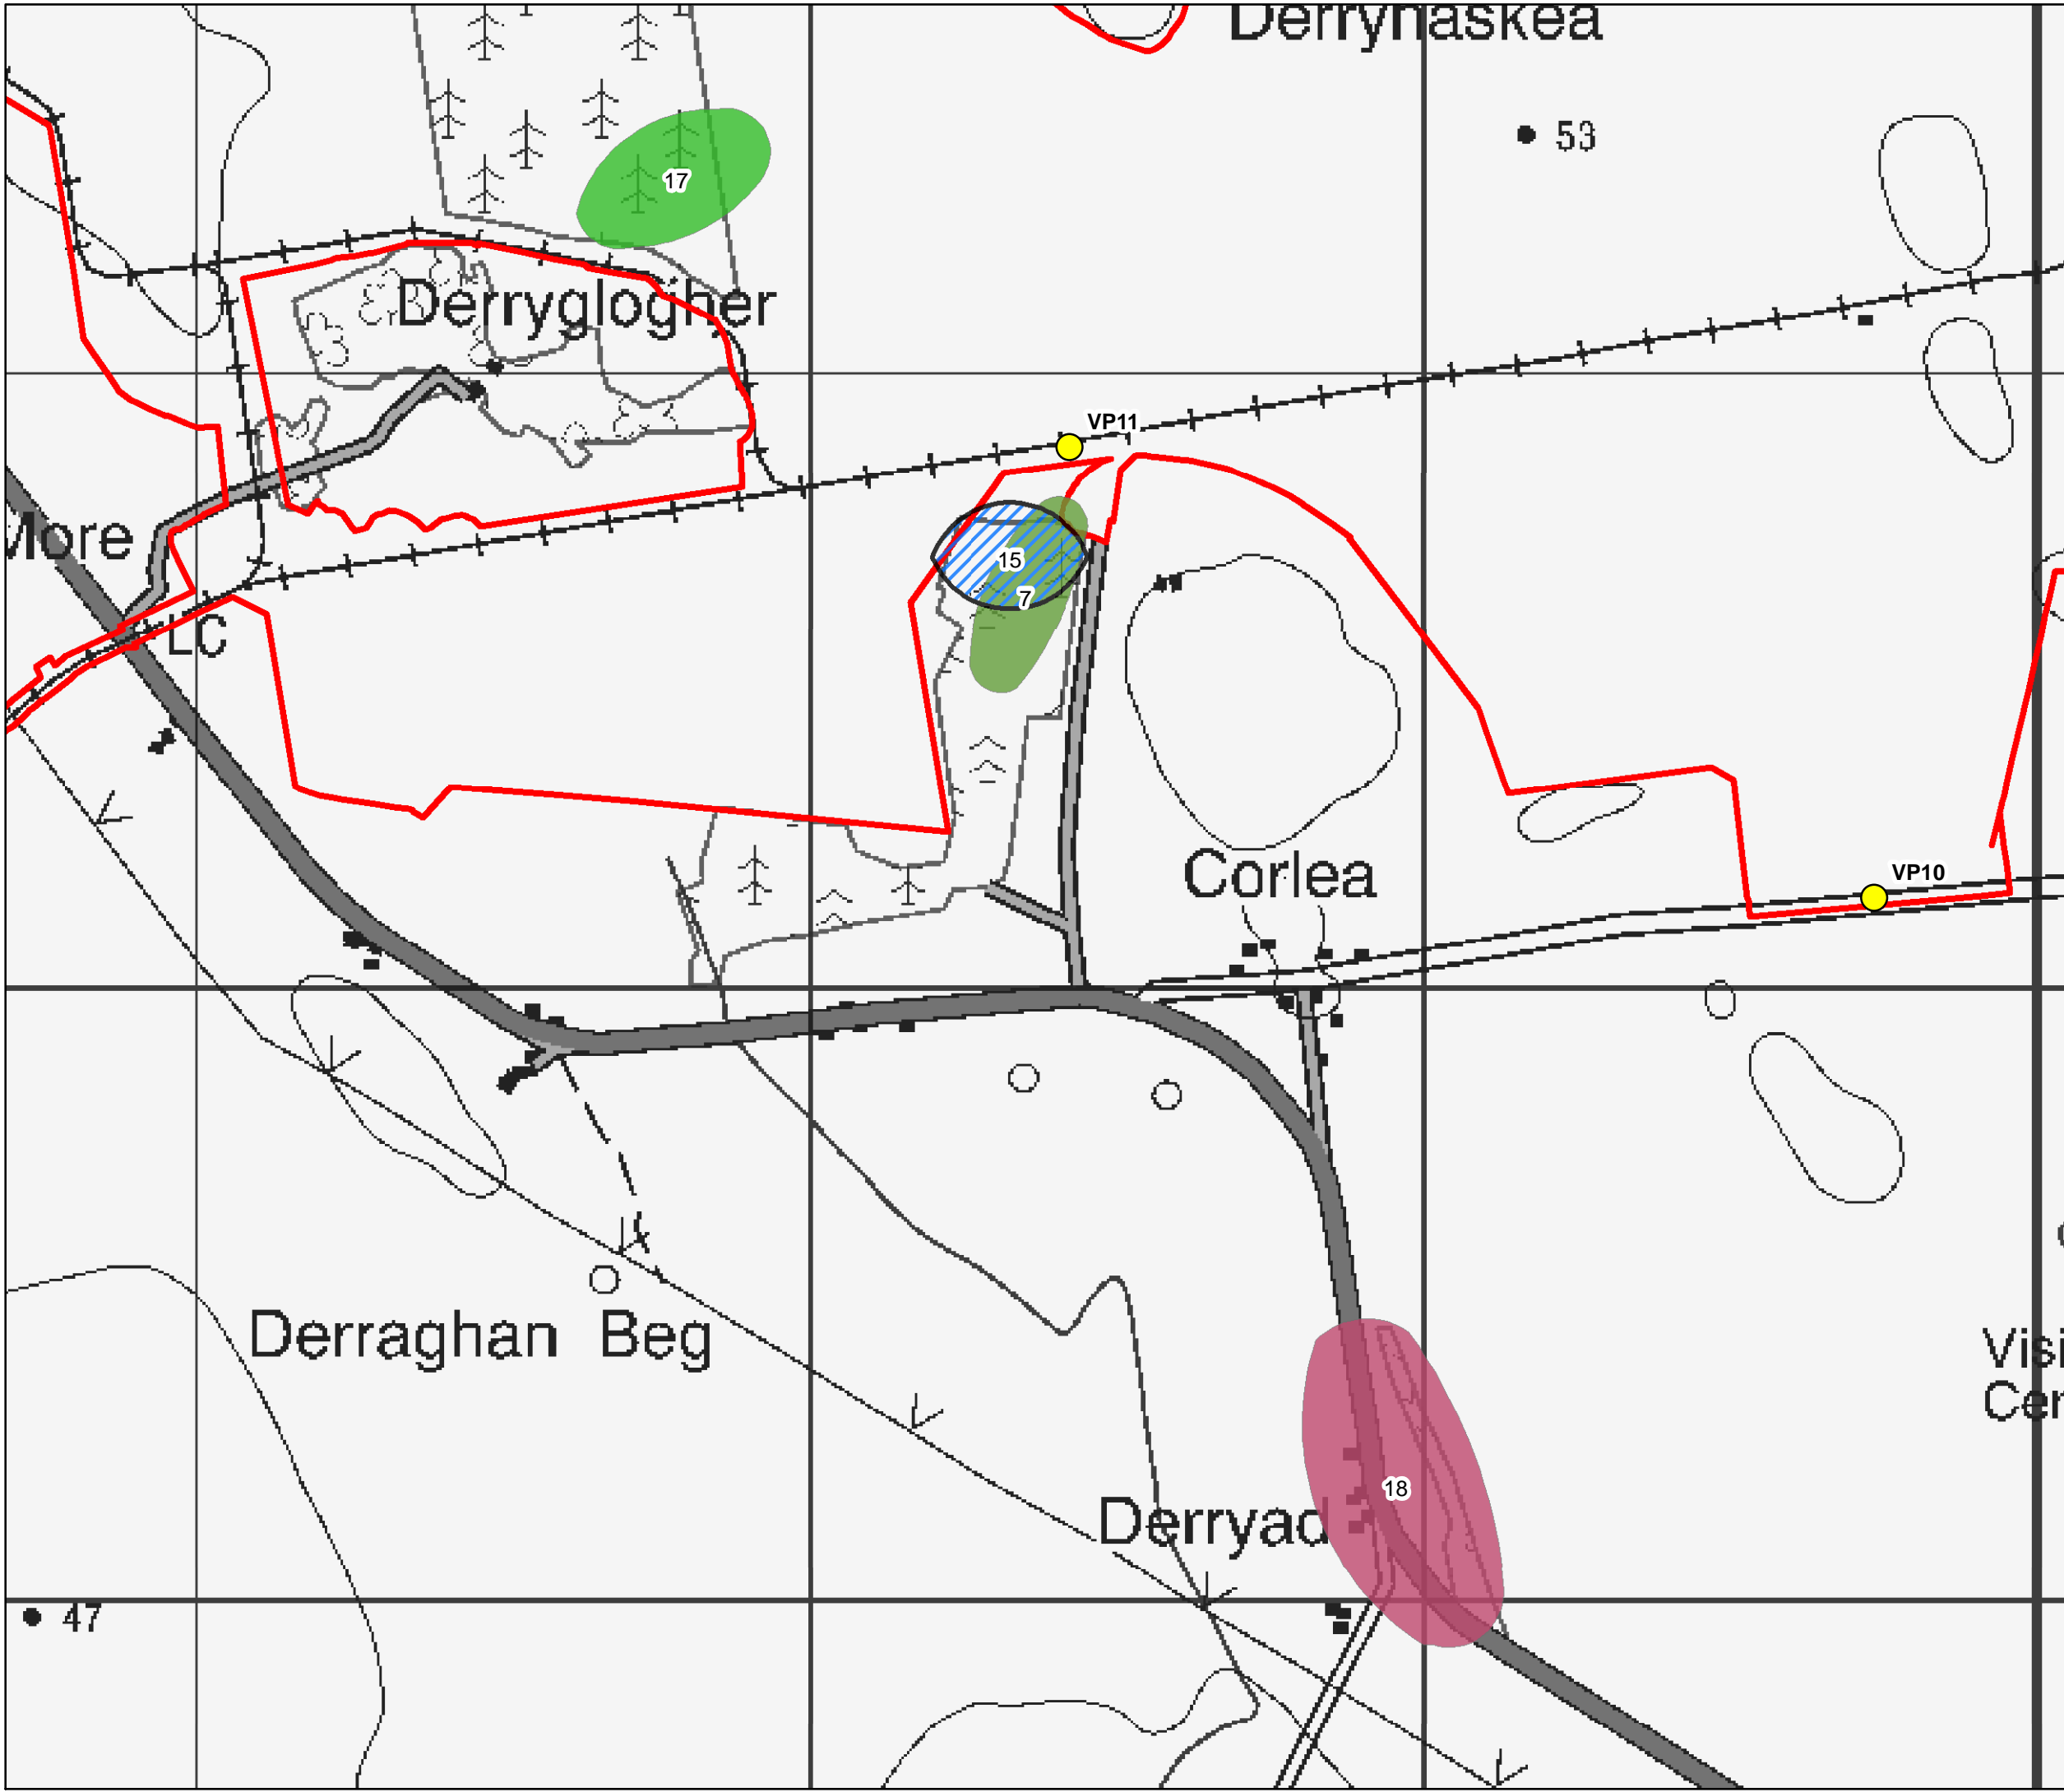 Derrynaskea
53
17
Derryglogher
VP11
More
15
7
LC
VP10
Corlea
Derraghan Beg
Visi
Cen
18
Derryad
47